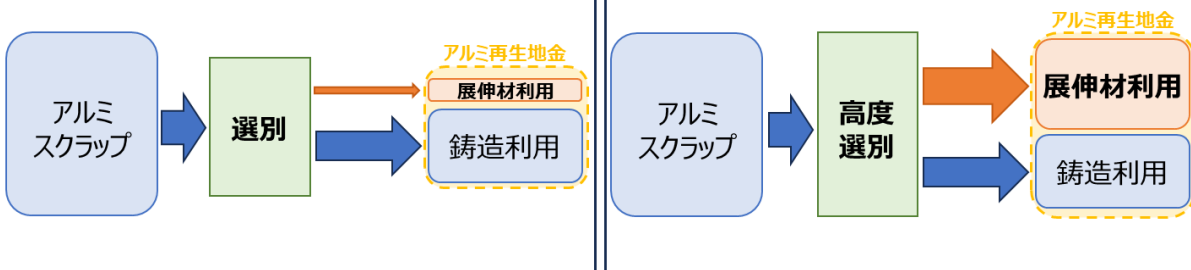 アルミ
スクラップ
選別
アルミ再生地金
展伸材利用
鋳造利用
アルミ
スクラップ
高度
選別
アルミ再生地金
展伸材利用
鋳造利用